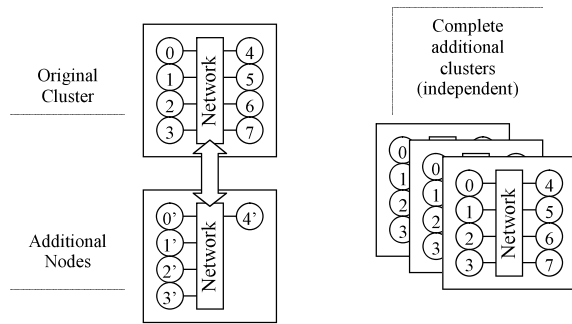 Original
Cluster
0
1
2
3
Network
4
5
6
7
Additional
Nodes
0’
1’
2’
3’
Network
4’
Complete
additional
clusters
(independent)
0
1
2
3
0
1
2
3
0
1
2
3
Network
4
5
6
7